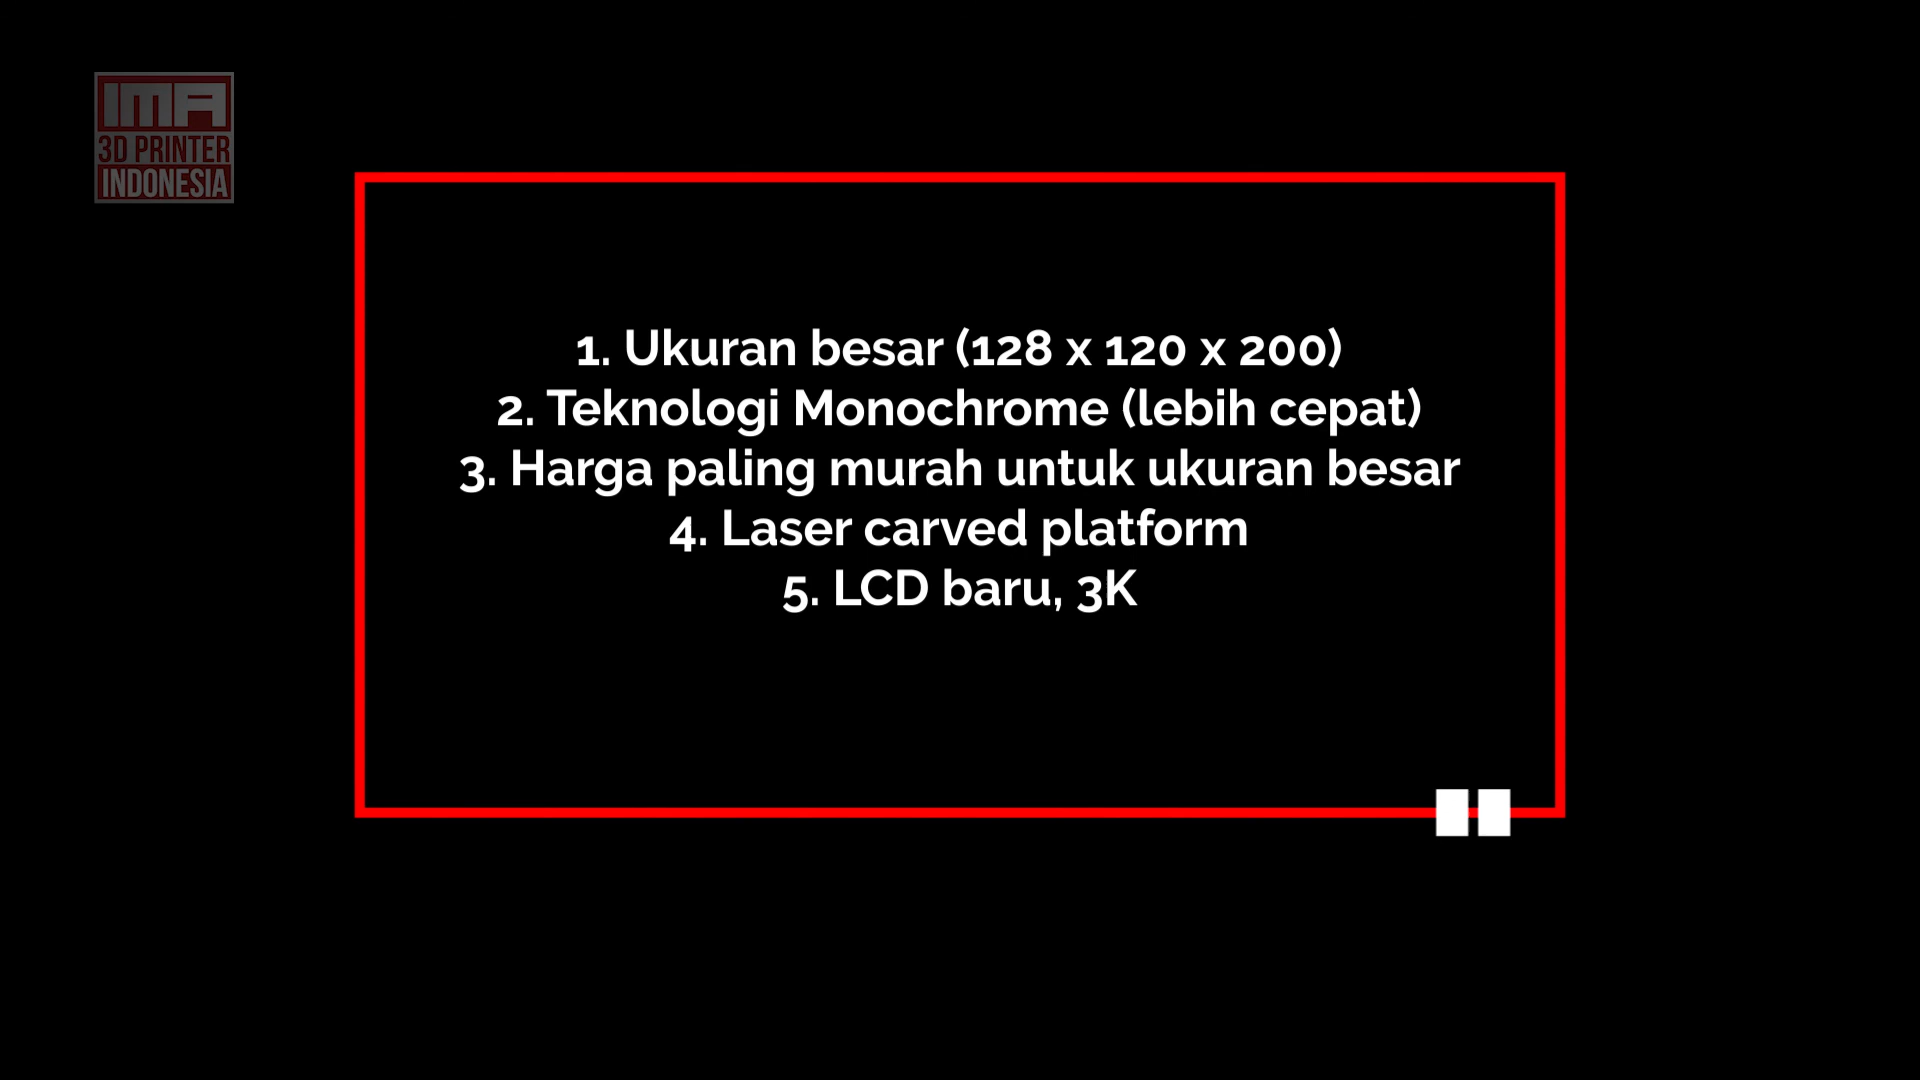 IMA
3D PRINTER
INDONESIA
1. Ukuran besar (128 x 120 x 200)
2. Teknologi Monochrome (lebih cepat)
3. Harga paling murah untuk ukuran besar
4. Laser carved platform
5. LCD baru, 3K